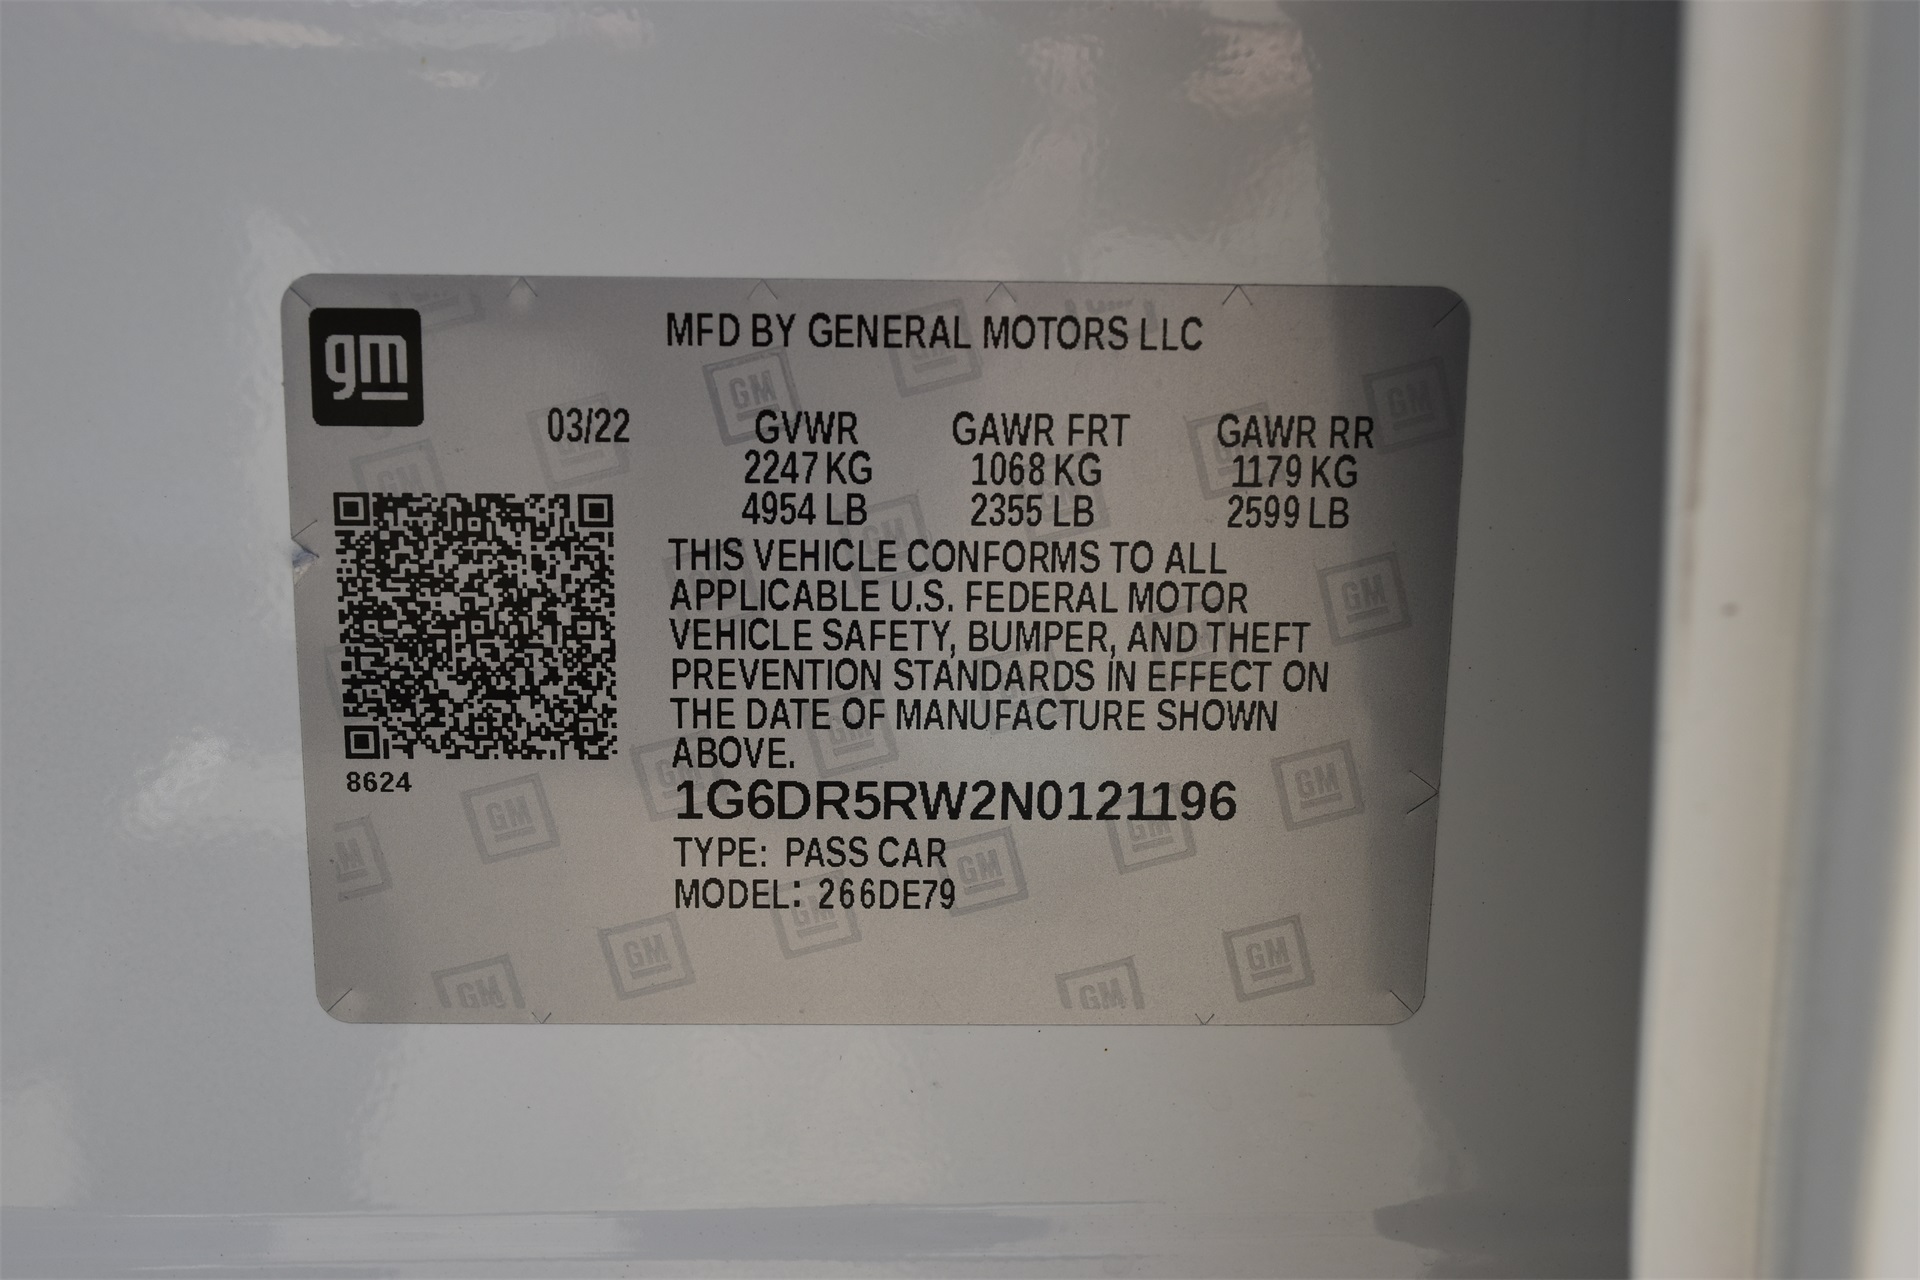 gm
MFD BY GENERAL MOTORS LLC
03/22 GVWR GAWR FRT GAWR RR
2247 KG 1068 KG 1179 KG
4954 LB 2355 LB 2599 LB
THIS VEHICLE CONFORMS TO ALL
APPLICABLE U.S. FEDERAL MOTOR
VEHICLE SAFETY, BUMPER, AND THEFT
PREVENTION STANDARDS IN EFFECT ON
THE DATE OF MANUFACTURE SHOWN
ABOVE.
8624
1G6DR5RW2N0121196
TYPE: PASS CAR
MODEL: 266DE79